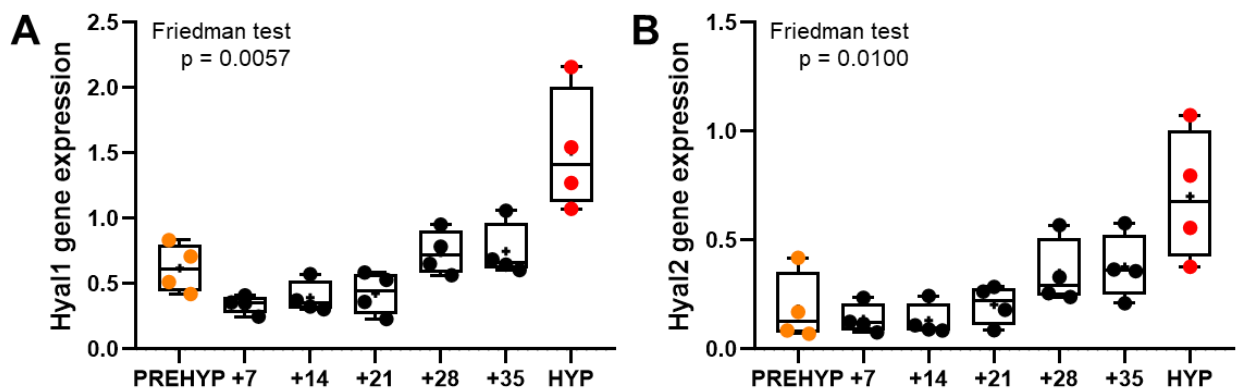 A
Friedman test
p = 0.0057
Hyal1 gene expression
2.5
2.0
1.5
1.0
0.5
0.0
PREHYP +7 +14 +21 +28 +35 HYP
B
Friedman test
p = 0.0100
Hyal2 gene expression
1.5
1.0
0.5
0.0
PREHYP +7 +14 +21 +28 +35 HYP